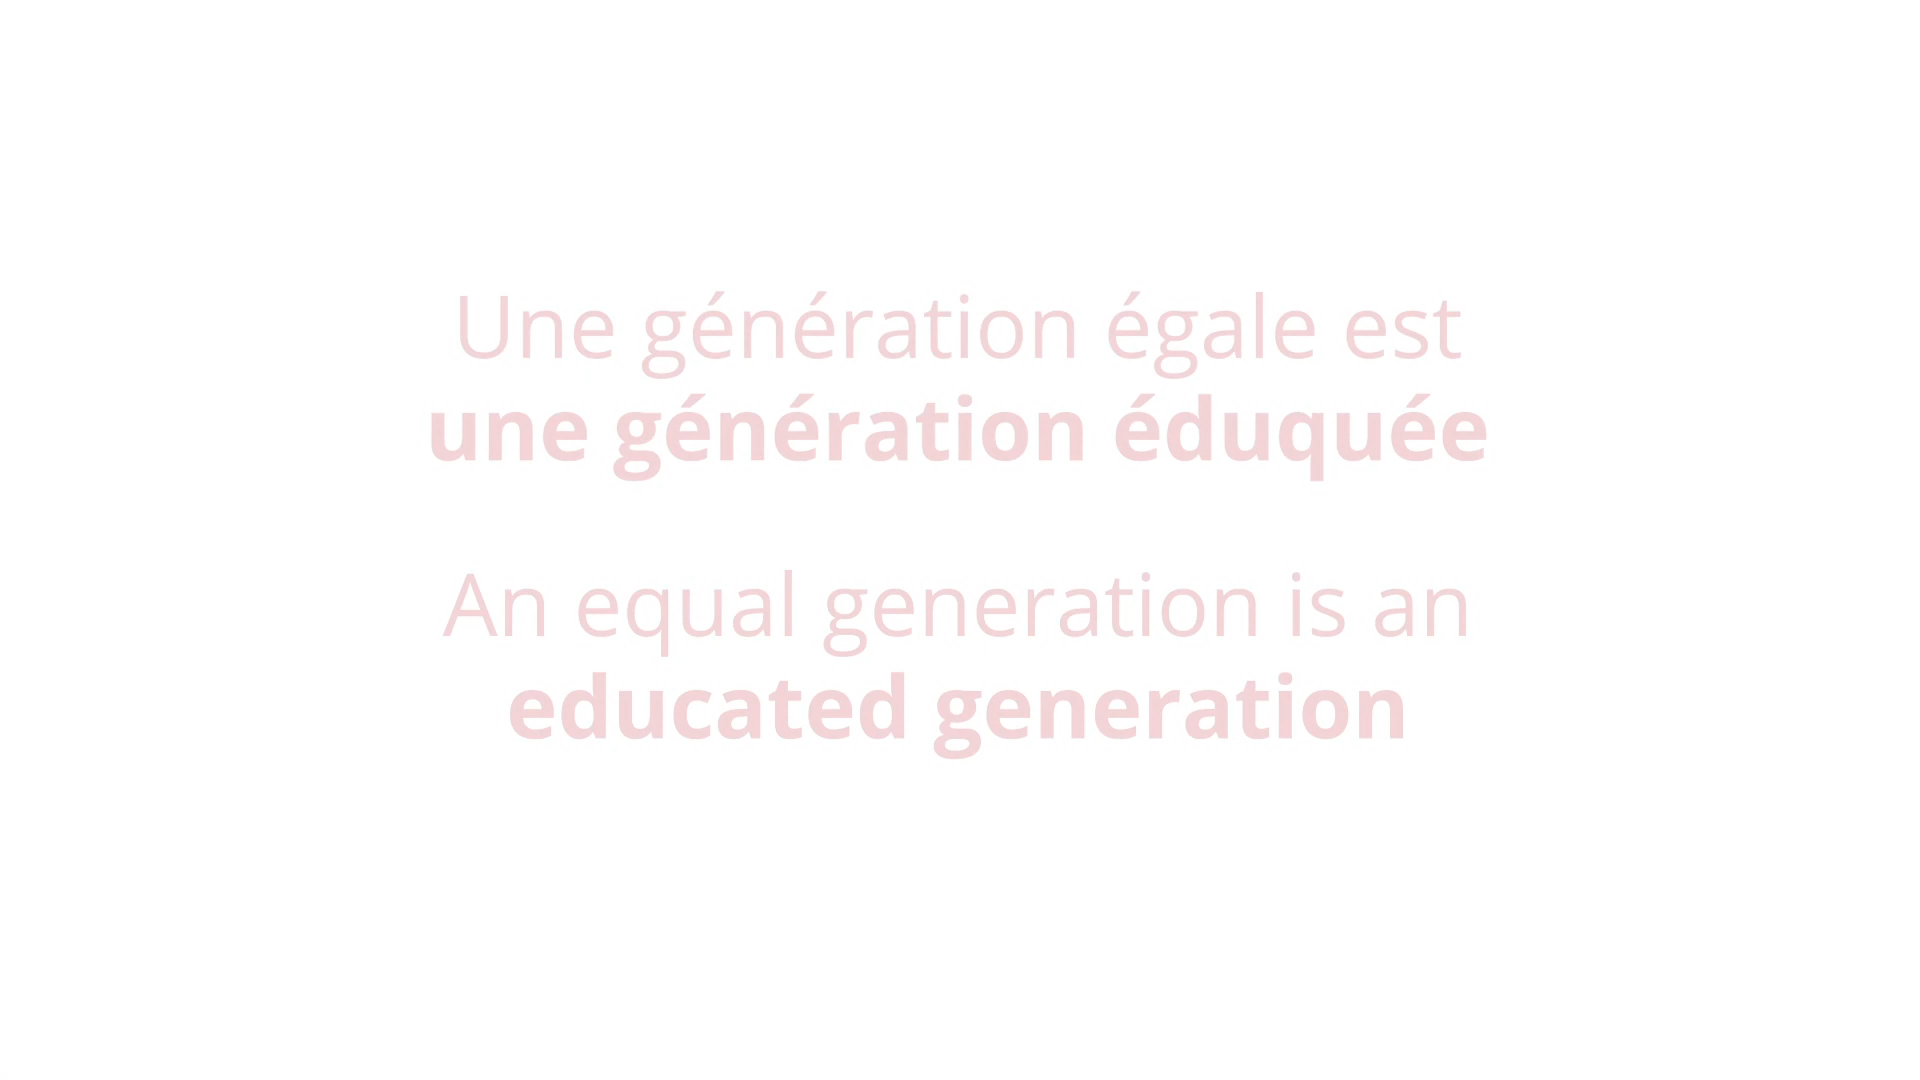 Une génération égale est
une génération éduquée
An equal generation is an
educated generation